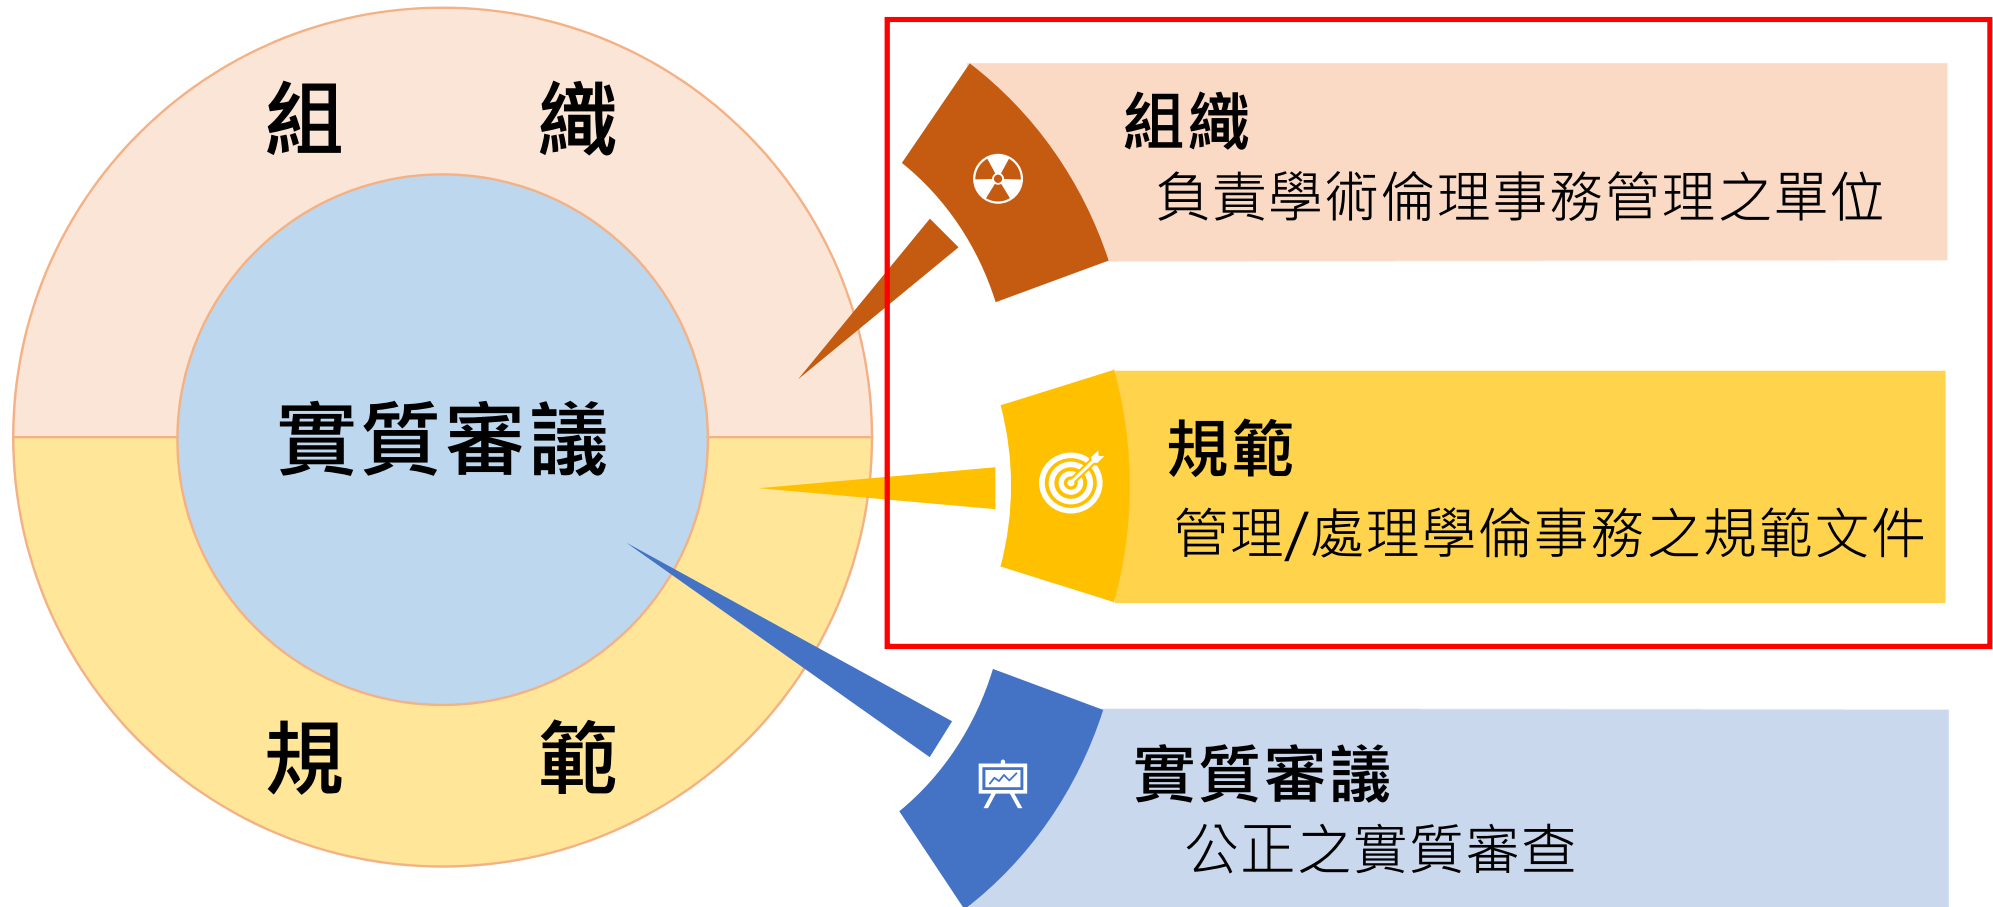 組 織
實質審議
規 範
組織
負責學術倫理事務管理之單位
規範
管理/處理學倫事務之規範文件
實質審議
公正之實質審查